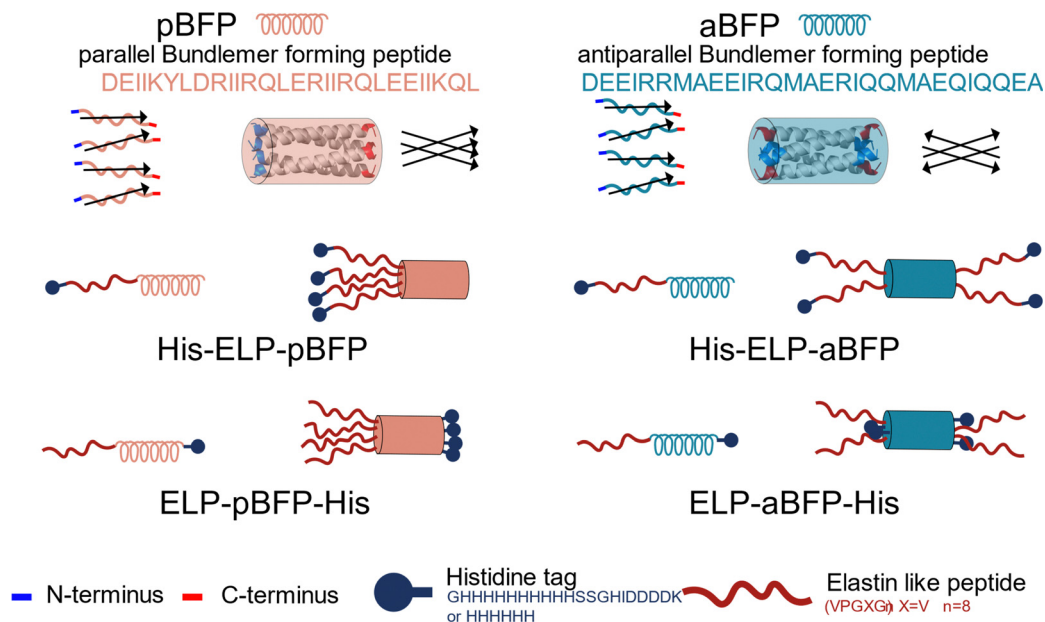 pBFP
parallel Bundlemer forming peptide
DEIIKYLDRIIRQLERIIRQLEEIIKQL
aBFP
antiparallel Bundlemer forming peptide
DEEIRRMAEEIRQMAERIQQMAEQIQQEA
His-ELP-pBFP
His-ELP-aBFP
ELP-pBFP-His
ELP-aBFP-His
N-terminus
C-terminus
Histidine tag
GHHHHHHHHHHSSGHIDDDDK
or HHHHHH
Elastin like peptide
(VPGXG)n X=V n=8